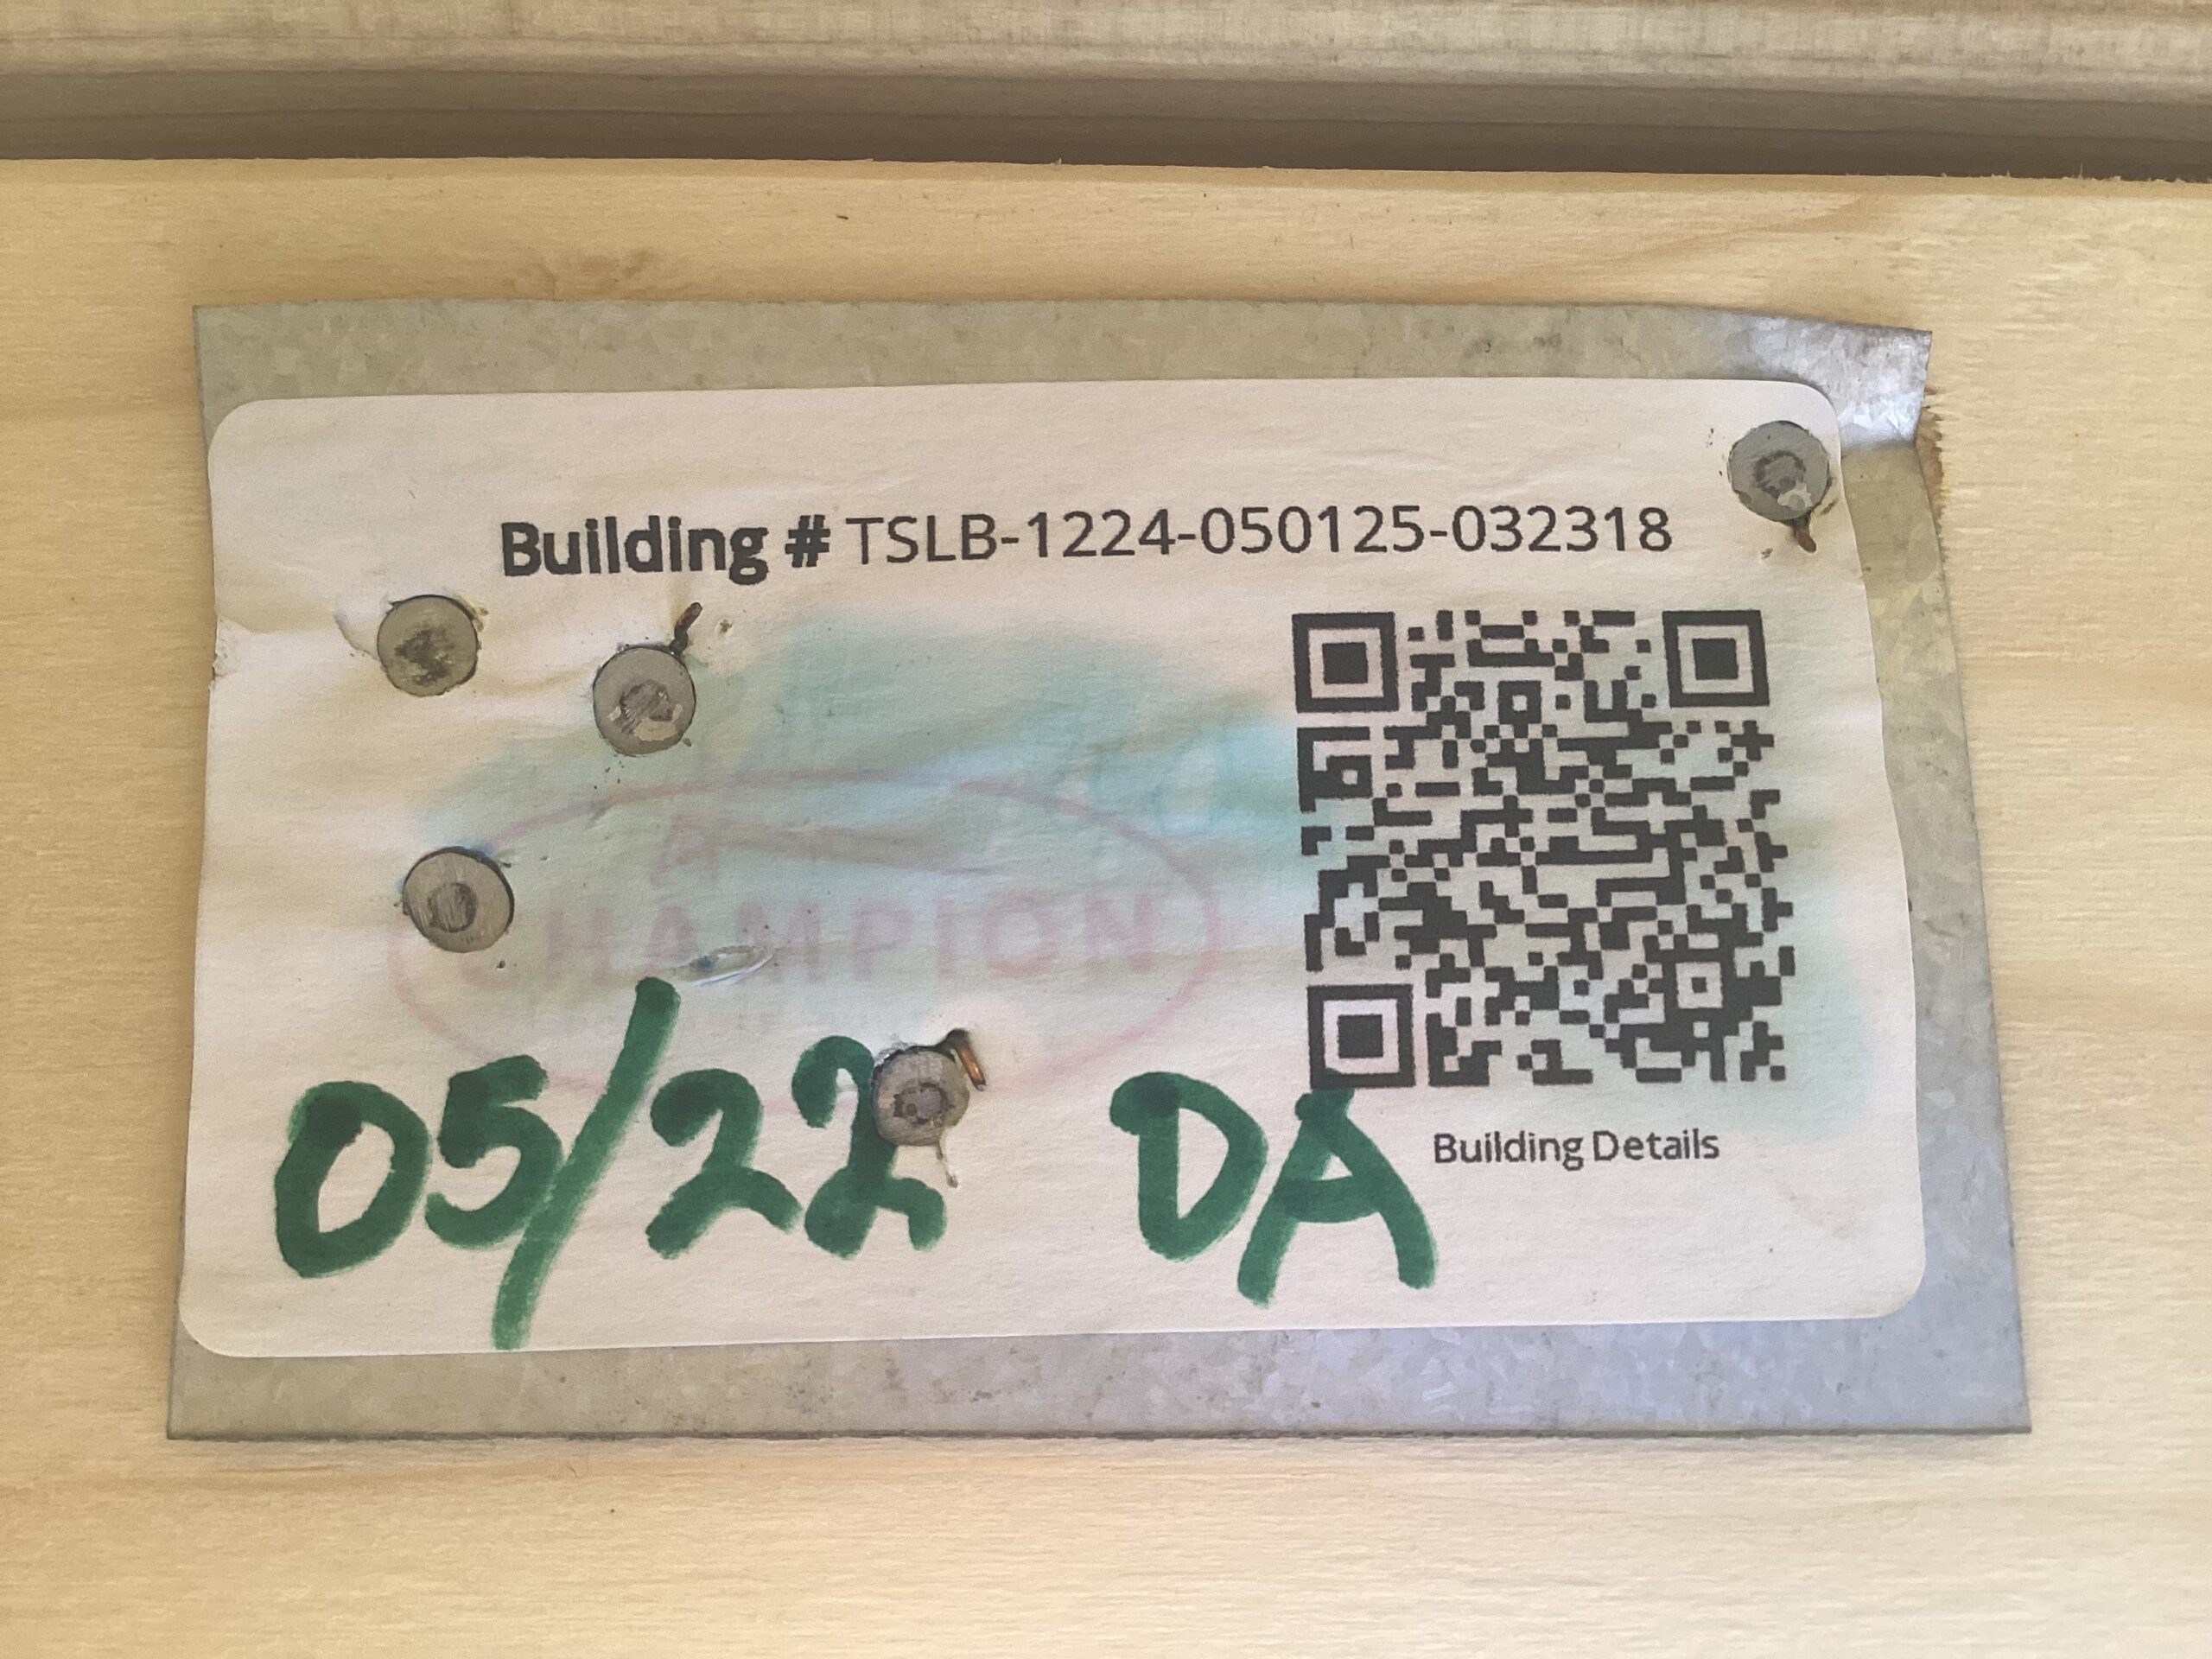 Building # TSLB-1224-050125-032318
A
CHAMPION
05/22 DA
Building Details